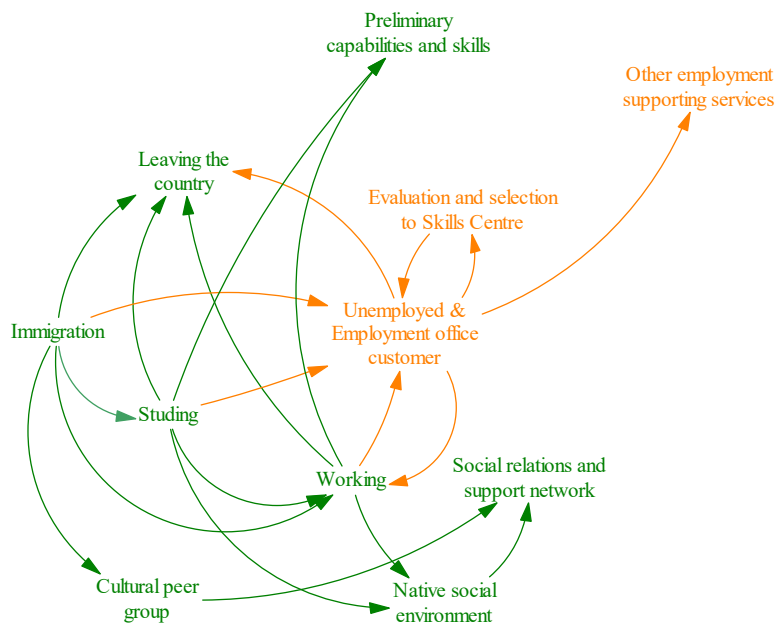 Preliminary
capabilities and skills
Other employment
supporting services
Leaving the
country
Evaluation and selection
to Skills Centre
Unemployed &
Employment office
customer
Immigration
Studing
Working
Social relations and
support network
Cultural peer
group
Native social
environment